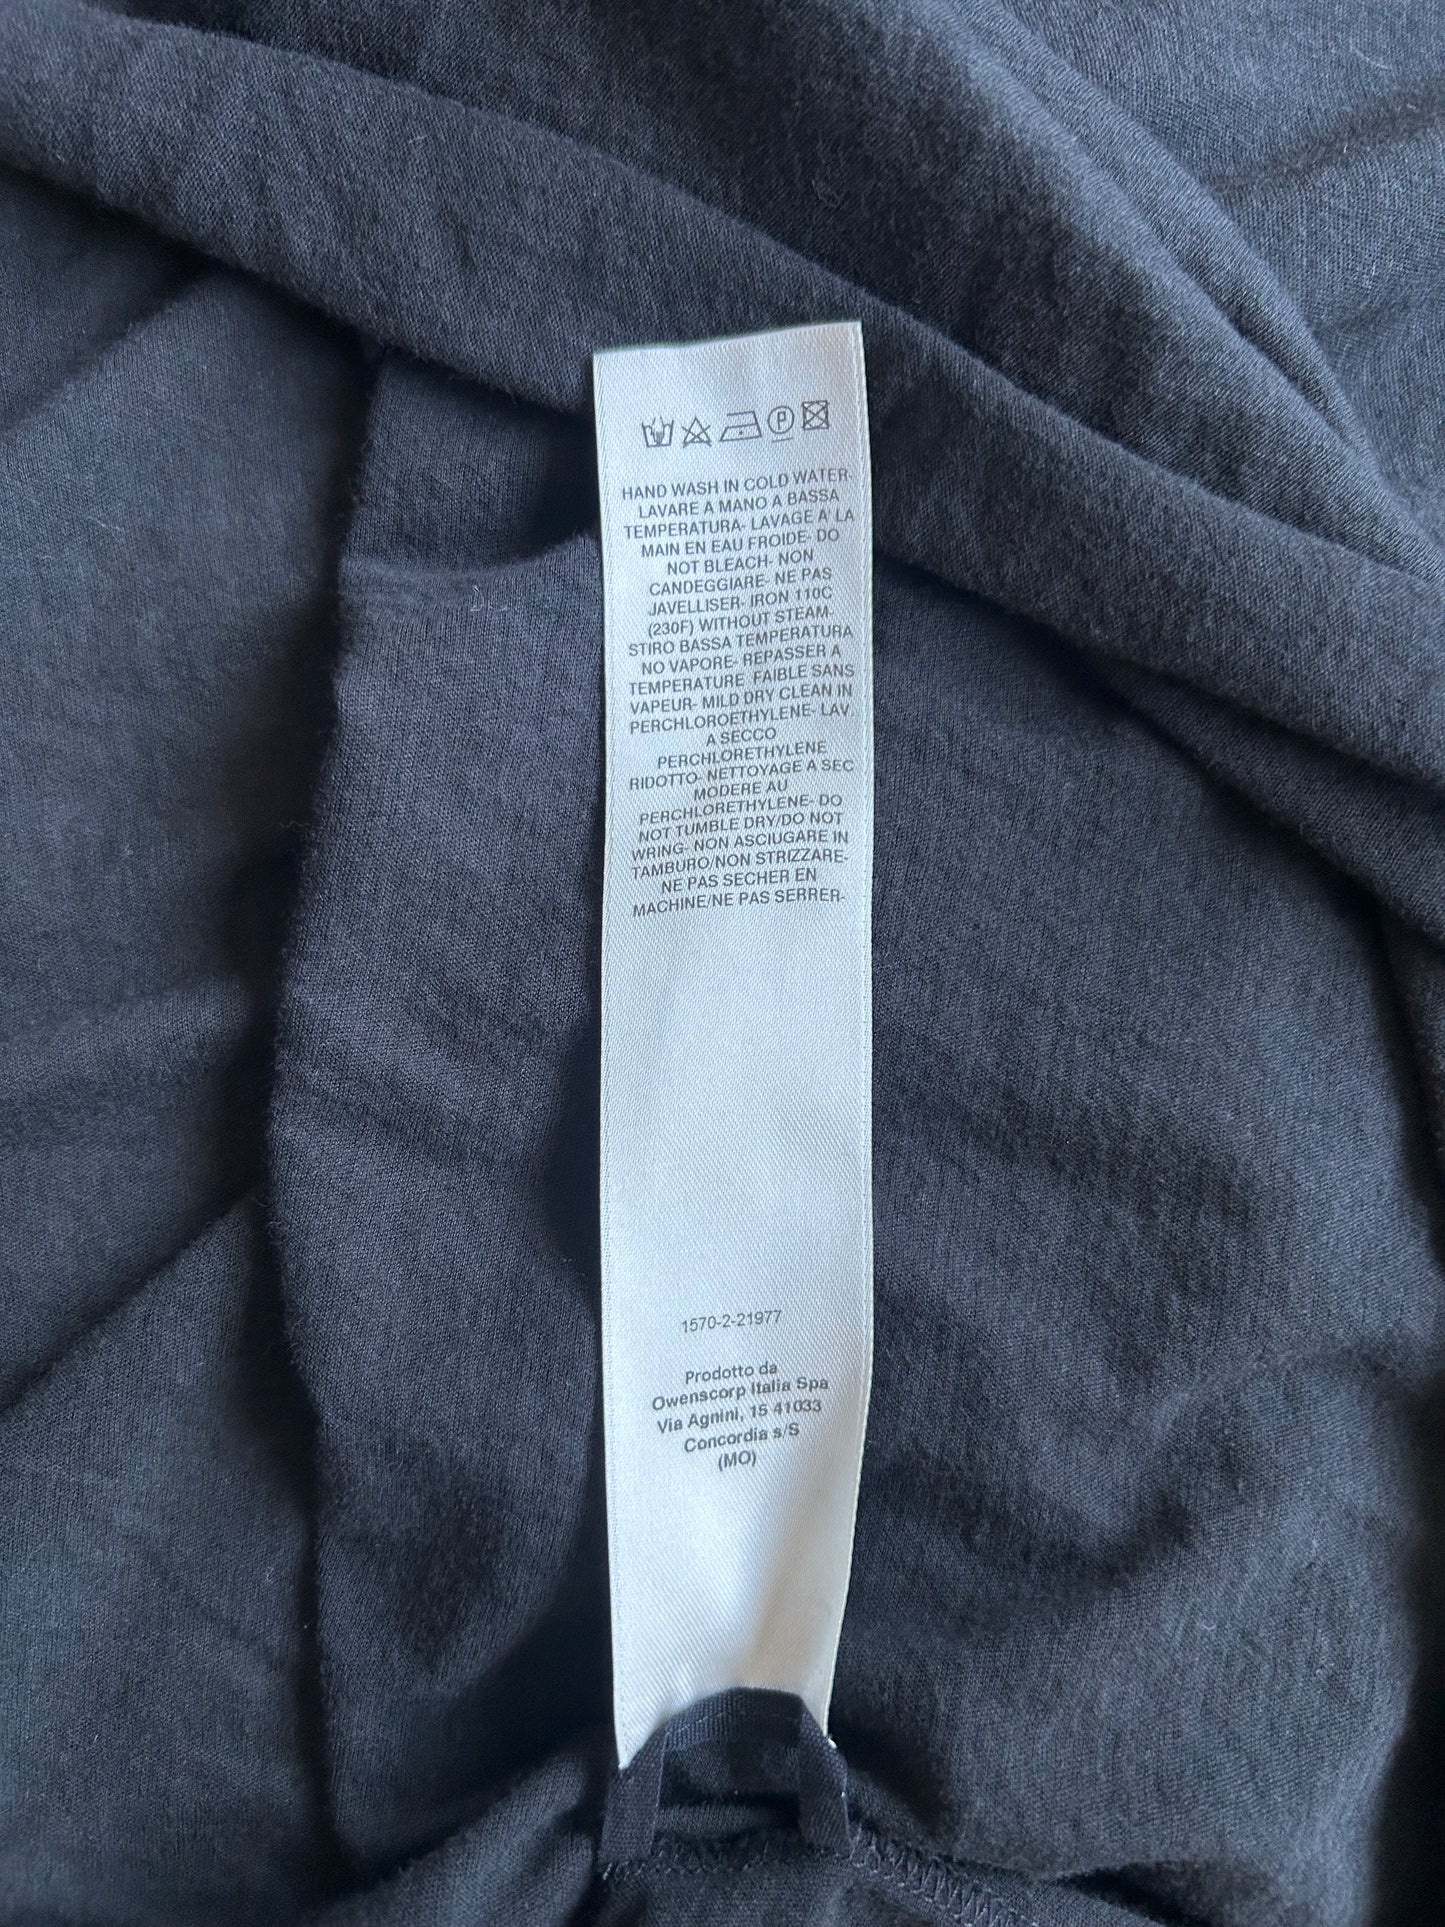 HAND WASH IN COLD WATER-
LAVARE A MANO A BASSA
TEMPERATURA- LAVAGE A' LA
MAIN EN EAU FROIDE- DO
NOT BLEACH- NON
CANDEGGIARE- NE PAS
JAVELLISER- IRON 110C
(230F) WITHOUT STEAM-
STIRO BASSA TEMPERATURA
NO VAPORE- REPASSER A
TEMPERATURE FAIBLE SANS
VAPEUR- MILD DRY CLEAN IN
PERCHLOROETHYLENE- LAV.
A SECCO
PERCHLORETHYLENE
RIDOTTO- NETTOYAGE A SEC
MODERE AU
PERCHLORETHYLENE- DO
NOT TUMBLE DRY/DO NOT
WRING- NON ASCIUGARE IN
TAMBURO/NON STRIZZARE-
NE PAS SECHER EN
MACHINE/NE PAS SERRER-
1570-2-21977
Prodotto da
Owenscorp Italia Spa
Via Agnini, 15 41033
Concordia s/S
(MO)